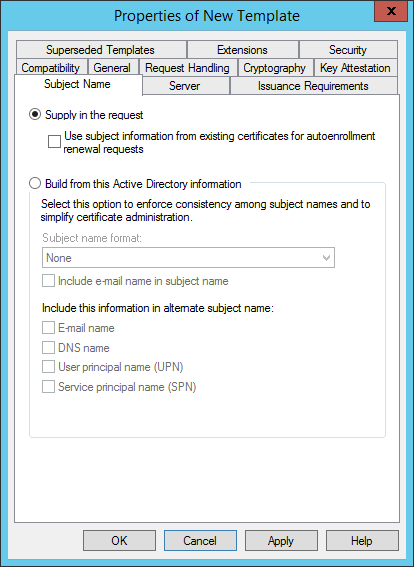 Properties of New Template
x
Superseded Templates Extensions Security
Compatibility General Request Handling Cryptography Key Attestation
Subject Name Server Issuance Requirements
Supply in the request
Use subject information from existing certificates for autoenrollment
renewal requests
Build from this Active Directory information
Select this option to enforce consistency among subject names and to
simplify certificate administration.
Subject name format:
None
Include e-mail name in subject name
Include this information in alternate subject name:
E-mail name
DNS name
User principal name (UPN)
Service principal name (SPN)
OK Cancel Apply Help